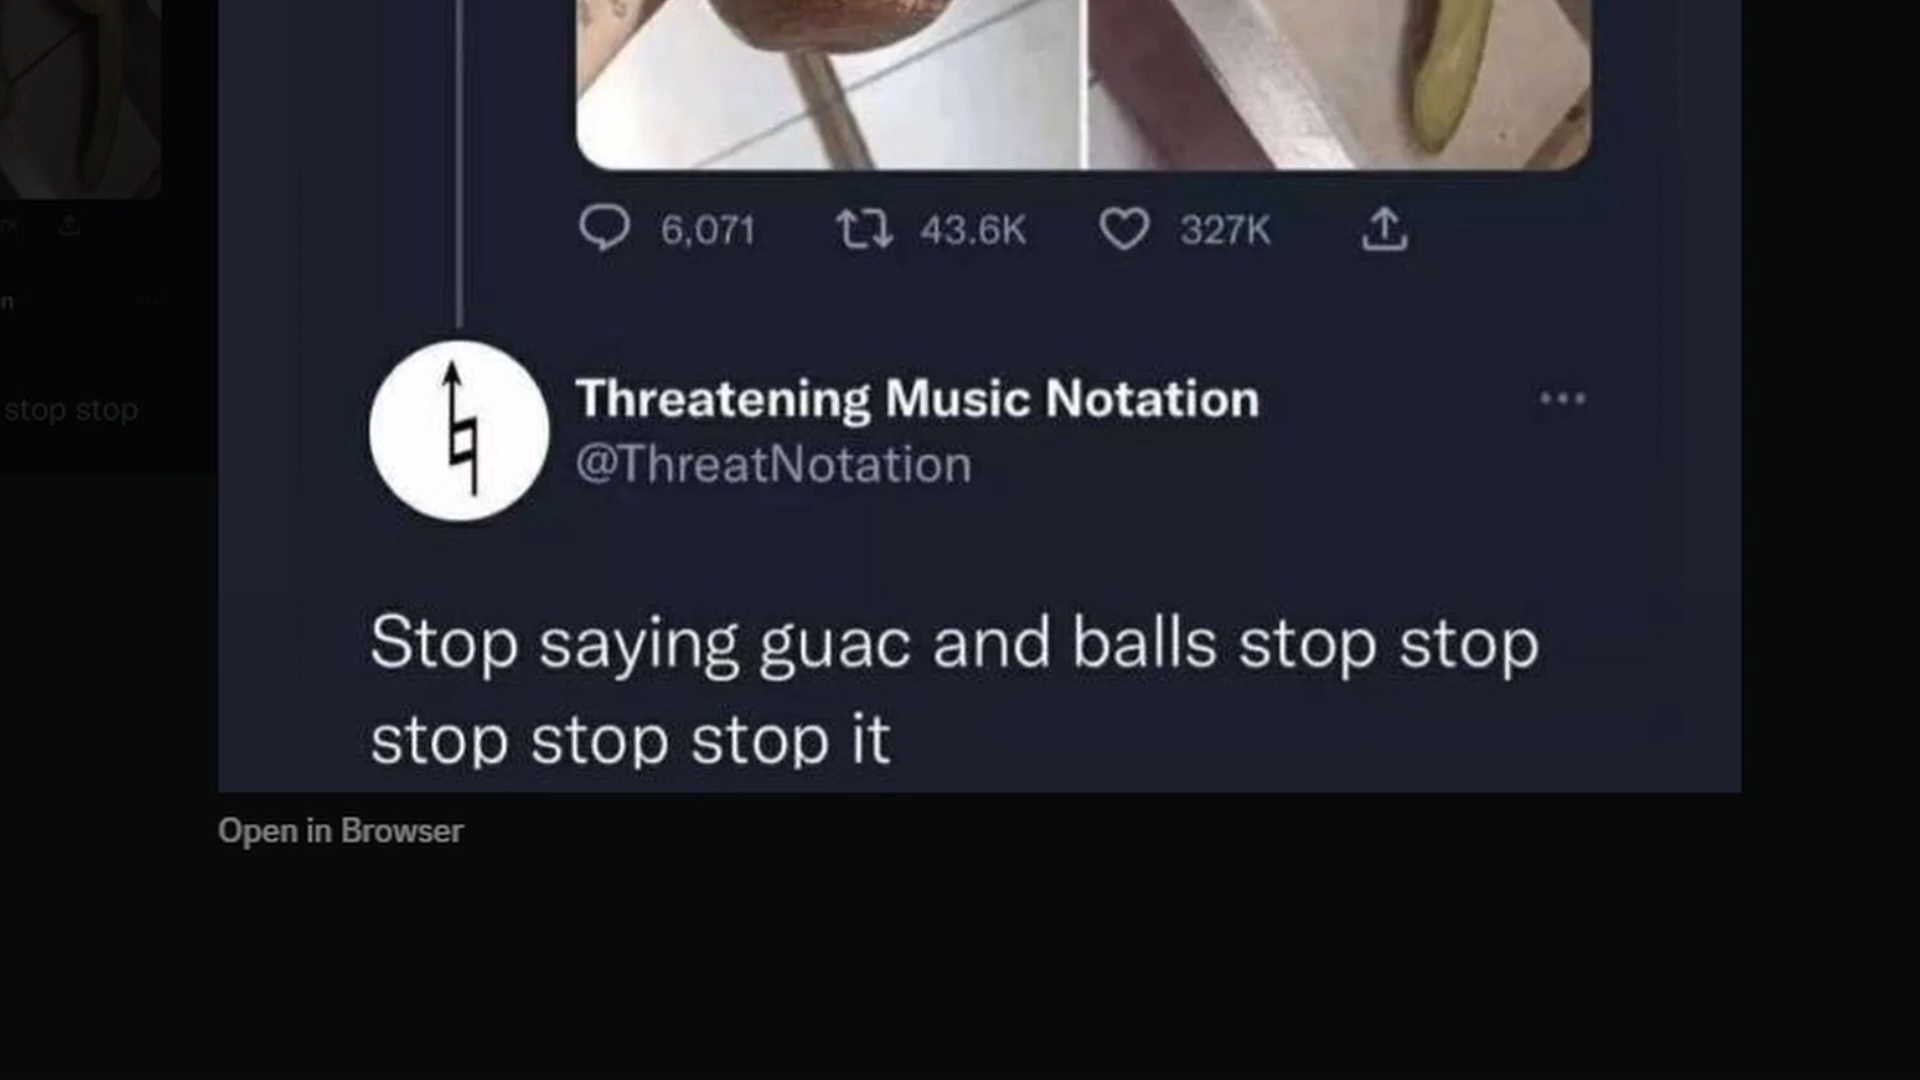 6,071 43.6K 327K
Threatening Music Notation
@ThreatNotation
stop stop
Stop saying guac and balls stop stop
stop stop stop it
Open in Browser